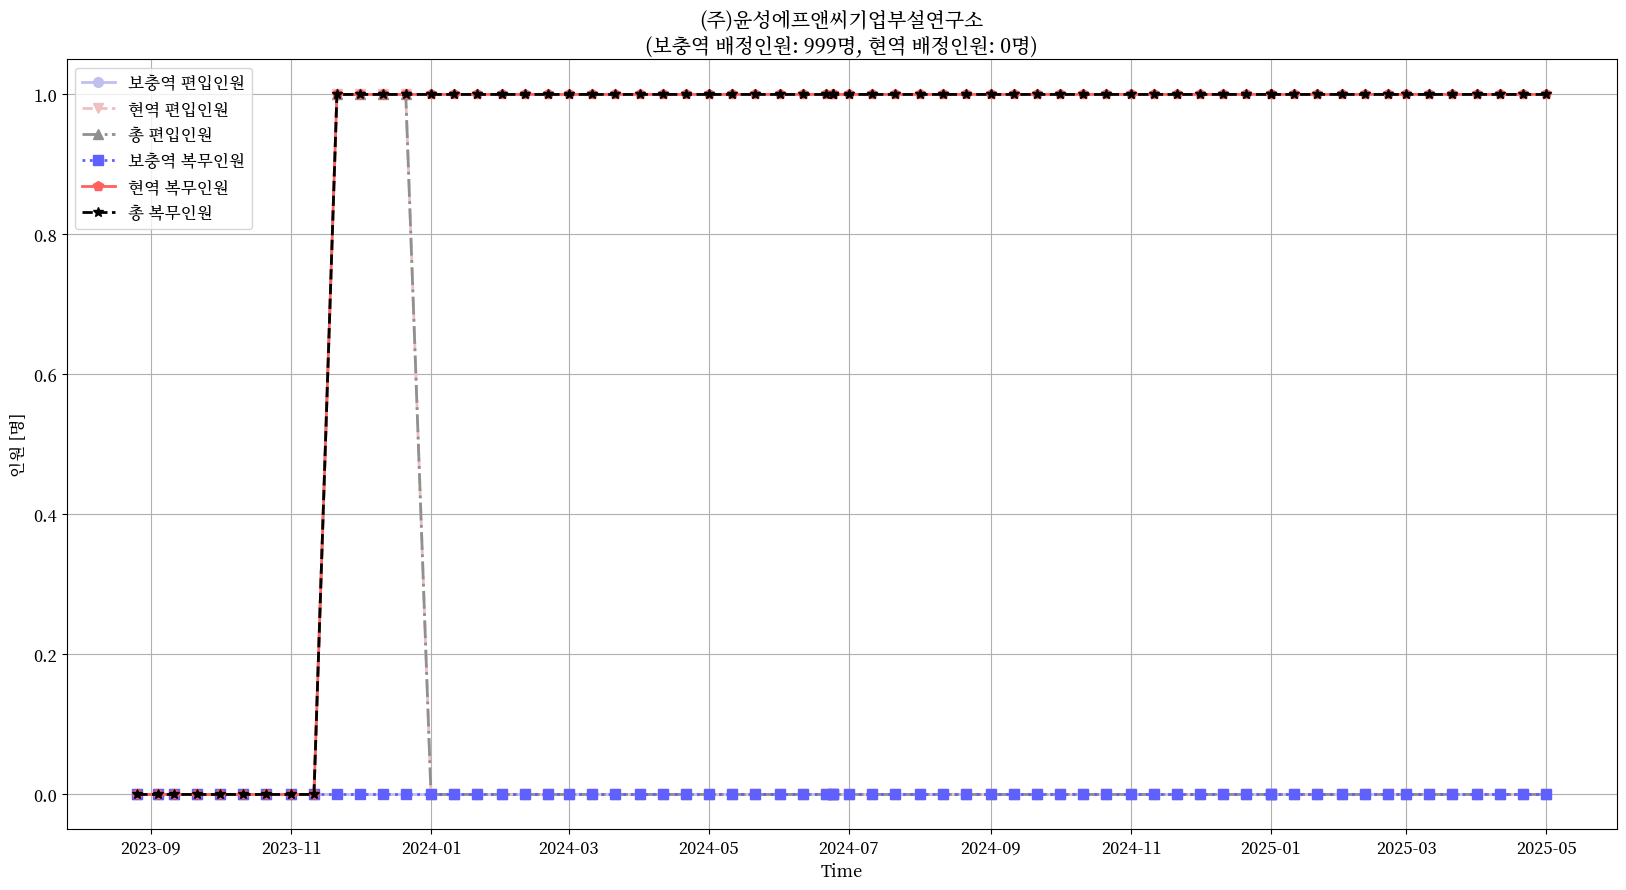 (주)윤성에프앤씨기업부설연구소
(보충역 배정인원: 999명, 현역 배정인원: 0명)
보충역 편입인원
현역 편입인원
총 편입인원
보충역 복무인원
현역 복무인원
총 복무인원
인원 [명]
1.0
0.8
0.6
0.4
0.2
0.0
2023-09
2023-11
2024-01
2024-03
2024-05
2024-07
2024-09
2024-11
2025-01
2025-03
2025-05
Time